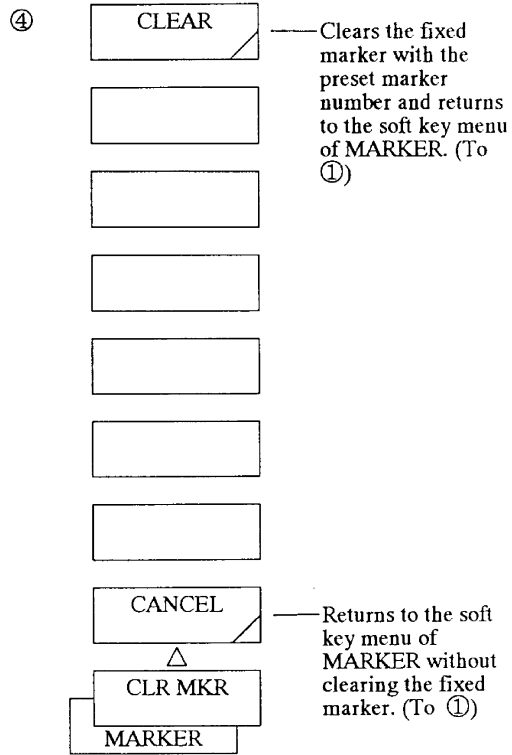 ④
CLEAR
Clears the fixed
marker with the
preset marker
number and returns
to the soft key menu
of MARKER. (To
①)
CANCEL
Returns to the soft
key menu of
MARKER without
clearing the fixed
marker. (To ①)
△
CLR MKR
MARKER